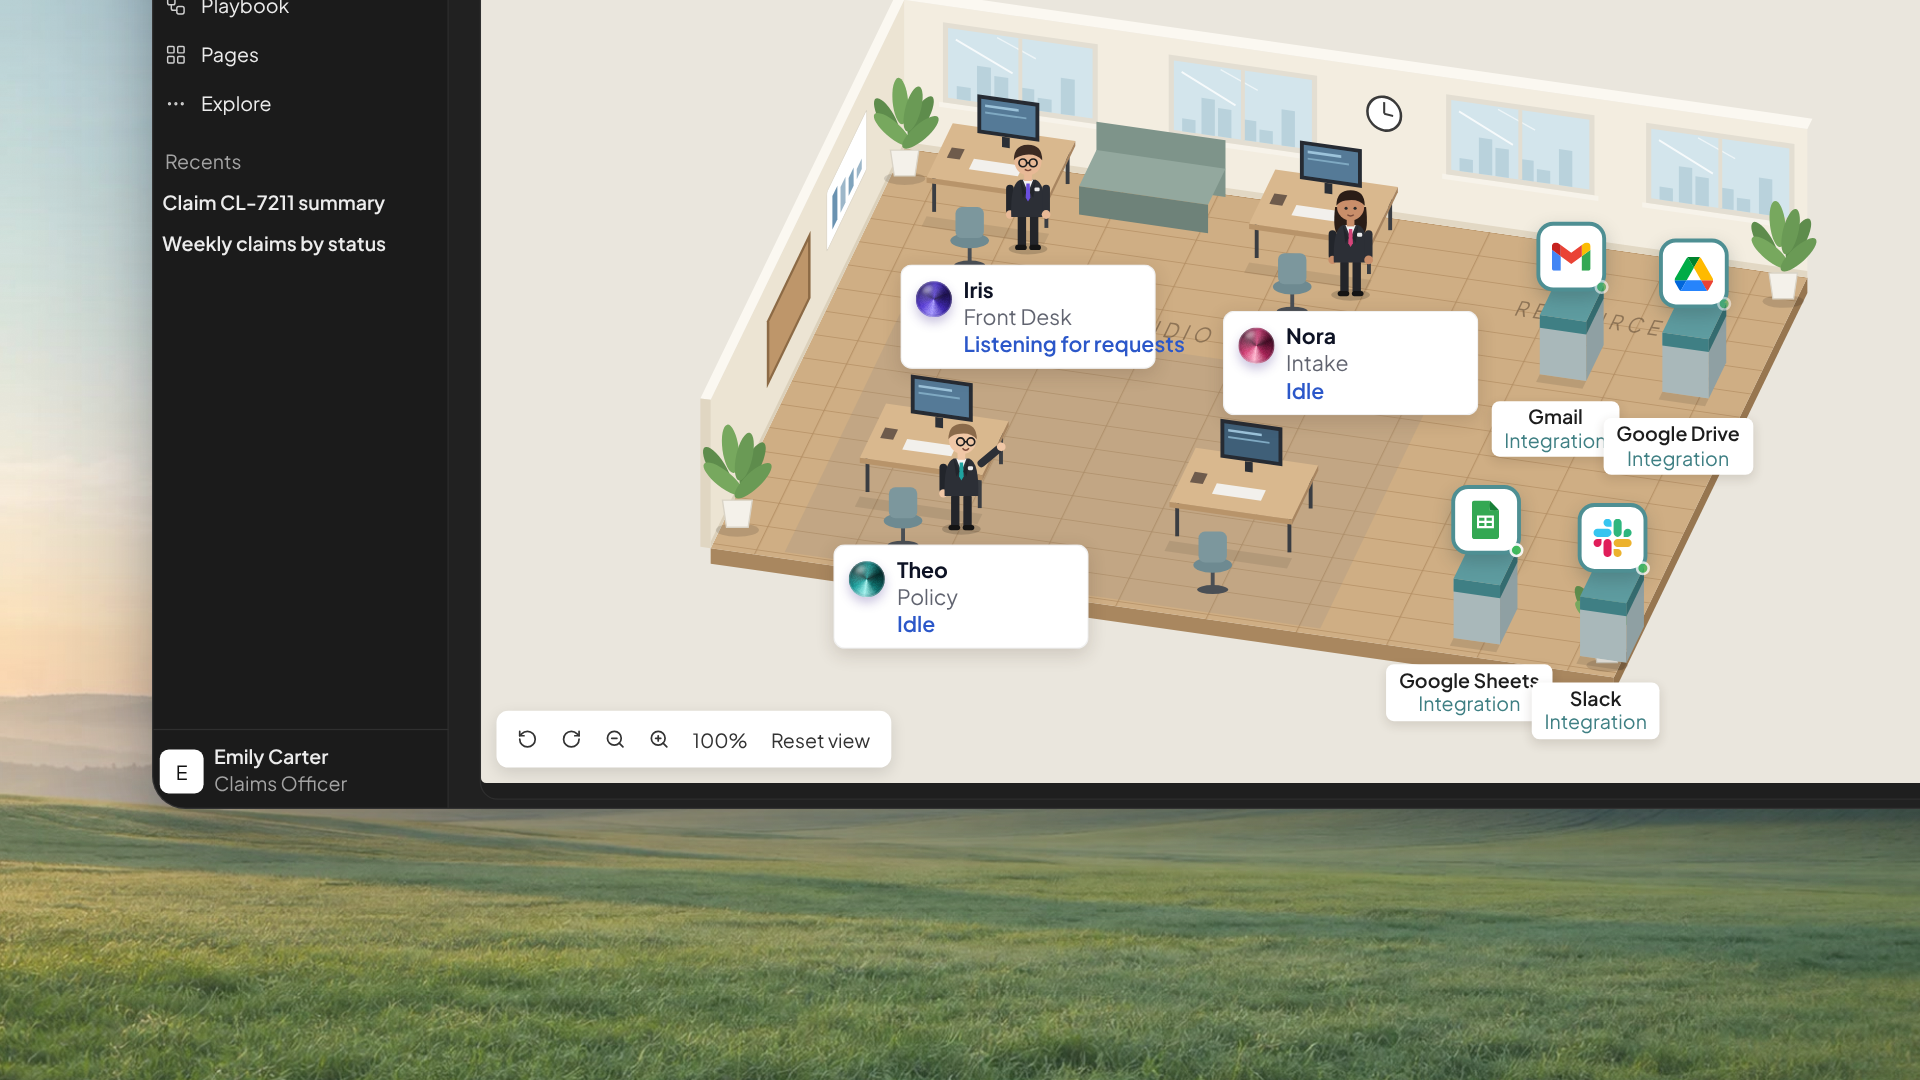 Playbook
Pages
Explore
Recents
Claim CL-7211 summary
Weekly claims by status
Emily Carter
Claims Officer
E
Iris
Front Desk
Listening for requests
Nora
Intake
Idle
Theo
Policy
Idle
Gmail
Integration
Google Drive
Integration
Google Sheets
Integration
Slack
Integration
100%
Reset view